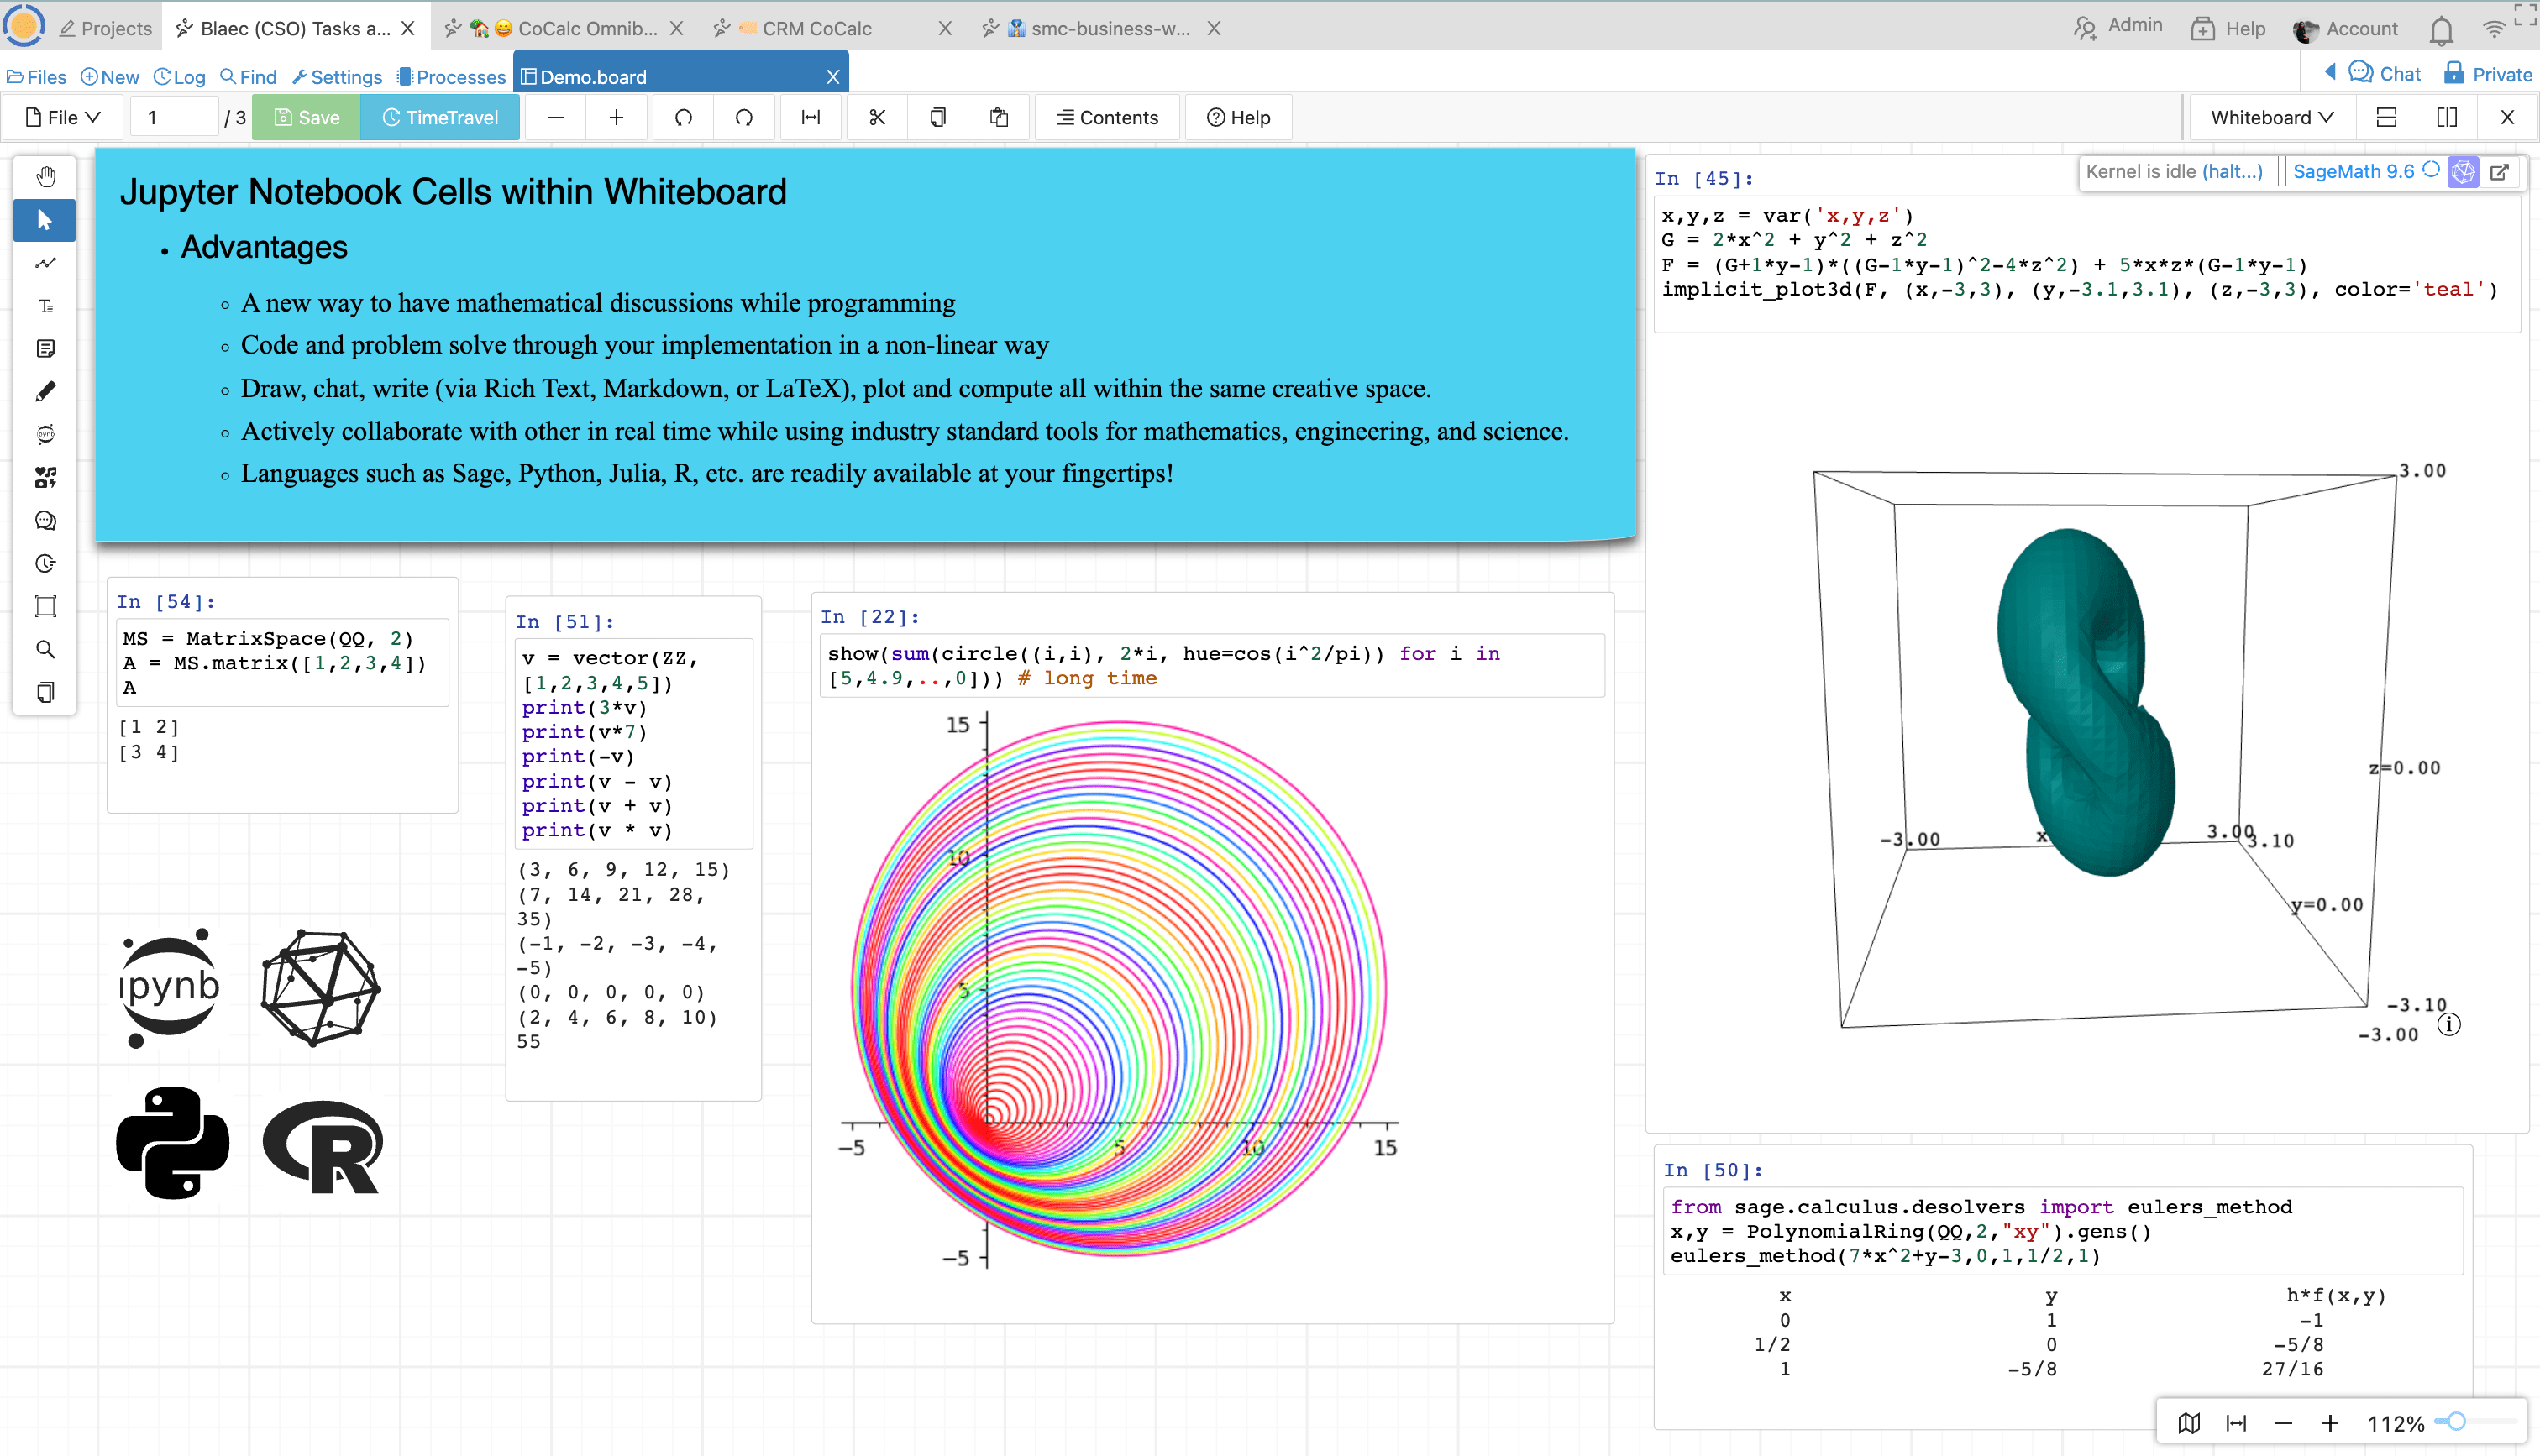 Projects
Blaec (CSO) Tasks a...
CoCalc Omnib...
CRM CoCalc
smc-business-w...
Admin
Help
Account
Files
New
Log
Find
Settings
Processes
Demo.board
Chat
Private
File
1 / 3
Save
TimeTravel
Contents
Help
Whiteboard
Jupyter Notebook Cells within Whiteboard
• Advantages
◦ A new way to have mathematical discussions while programming
◦ Code and problem solve through your implementation in a non-linear way
◦ Draw, chat, write (via Rich Text, Markdown, or LaTeX), plot and compute all within the same creative space.
◦ Actively collaborate with other in real time while using industry standard tools for mathematics, engineering, and science.
◦ Languages such as Sage, Python, Julia, R, etc. are readily available at your fingertips!
In [45]:
Kernel is idle (halt...)
SageMath 9.6
x,y,z = var('x,y,z')
G = 2*x^2 + y^2 + z^2
F = (G+1*y-1)*((G-1*y-1)^2-4*z^2) + 5*x*z*(G-1*y-1)
implicit_plot3d(F, (x,-3,3), (y,-3.1,3.1), (z,-3,3), color='teal')
3.00
z=0.00
-3.00
x
3.00
3.10
y=0.00
-3.10
-3.00
In [54]:
MS = MatrixSpace(QQ, 2)
A = MS.matrix([1,2,3,4])
A
[1 2]
[3 4]
ipynb
R
In [51]:
v = vector(ZZ,
[1,2,3,4,5])
print(3*v)
print(v*7)
print(-v)
print(v - v)
print(v + v)
print(v * v)
(3, 6, 9, 12, 15)
(7, 14, 21, 28,
35)
(-1, -2, -3, -4,
-5)
(0, 0, 0, 0, 0)
(2, 4, 6, 8, 10)
55
In [22]:
show(sum(circle((i,i), 2*i, hue=cos(i^2/pi)) for i in
[5,4.9,..,0])) # long time
15
10
5
−5 5 10 15
−5
In [50]:
from sage.calculus.desolvers import eulers_method
x,y = PolynomialRing(QQ,2,"xy").gens()
eulers_method(7*x^2+y-3,0,1,1/2,1)
x y h*f(x,y)
0 1 -1
1/2 0 -5/8
1 -5/8 27/16
112%